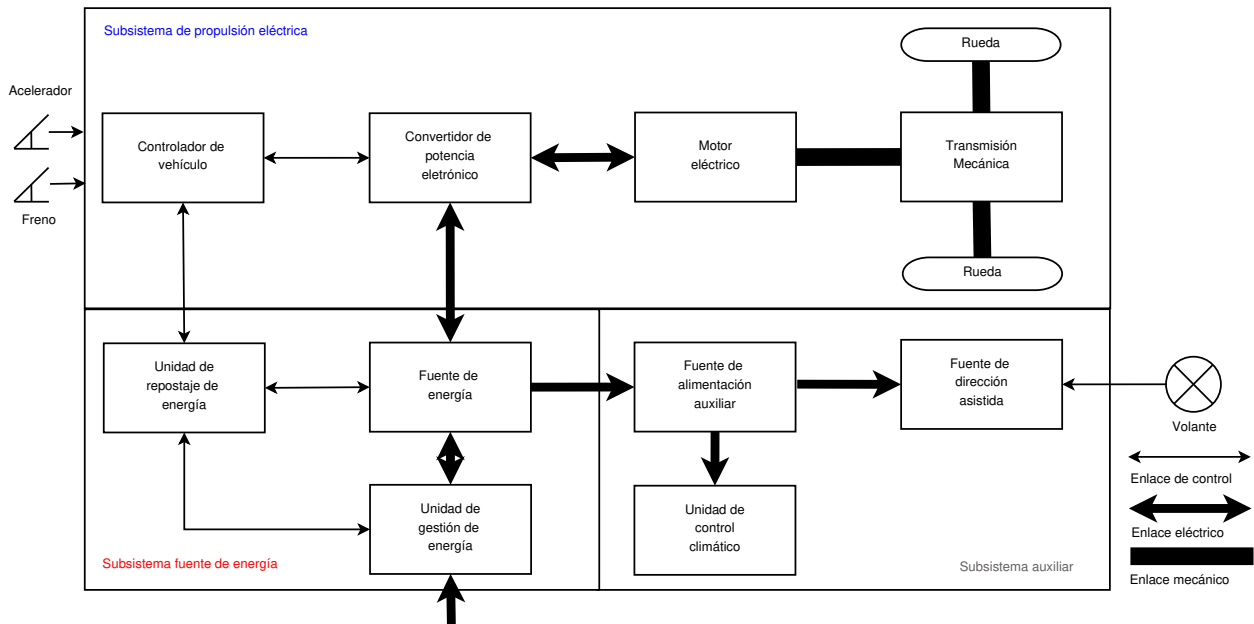 Subsistema de propulsión eléctrica
Rueda
Acelerador
Controlador de
vehículo
Convertidor de
potencia
eletrónico
Motor
eléctrico
Transmisión
Mecánica
Freno
Rueda
Unidad de
repostaje de
energía
Fuente de
energía
Fuente de
alimentación
auxiliar
Fuente de
dirección
asistida
Volante
Enlace de control
Unidad de
gestión de
energía
Unidad de
control
climático
Enlace eléctrico
Subsistema fuente de energía
Subsistema auxiliar
Enlace mecánico